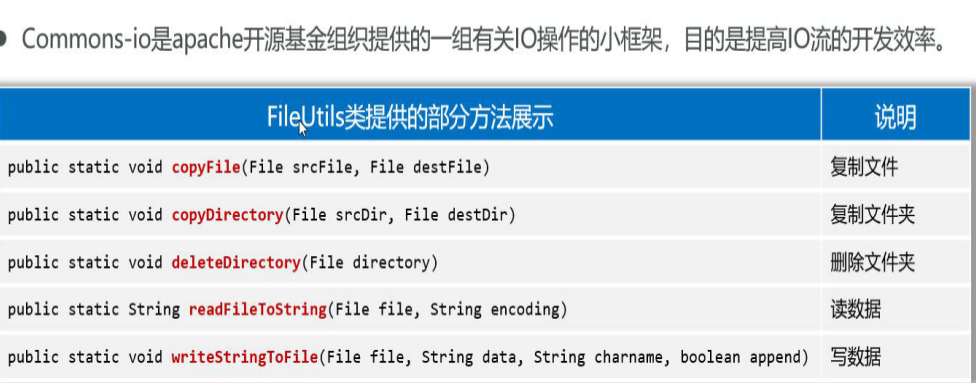 Commons-io是apache开源基金组织提供的一组有关IO操作的小框架，目的是提高IO流的开发效率。
FileUtils类提供的部分方法展示 说明
public static void copyFile(File srcFile, File destFile) 复制文件
public static void copyDirectory(File srcDir, File destDir) 复制文件夹
public static void deleteDirectory(File directory) 删除文件夹
public static String readFileToString(File file, String encoding) 读数据
public static void writeStringToFile(File file, String data, String charname, boolean append) 写数据